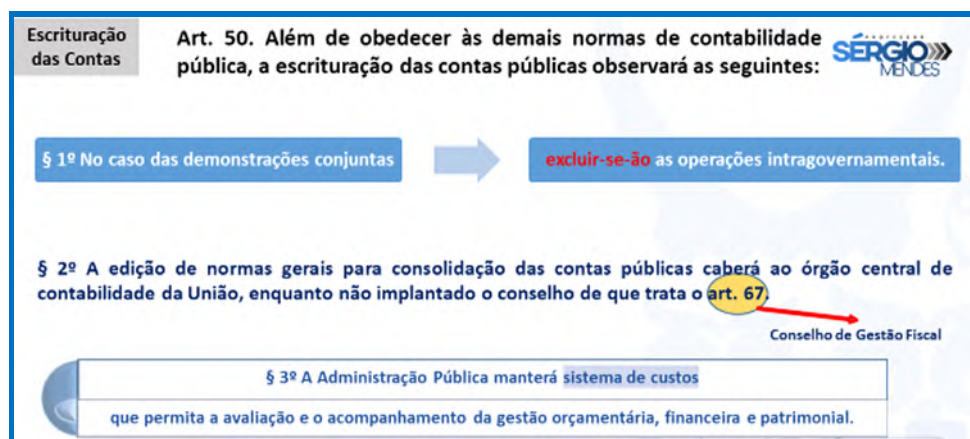 Escrituração
das Contas
Art. 50. Além de obedecer às demais normas de contabilidade
pública, a escrituração das contas públicas observará as seguintes:
PROFESSOR
SÉRGIO
MENDES
§ 1º No caso das demonstrações conjuntas
excluir-se-ão as operações intragovernamentais.
§ 2º A edição de normas gerais para consolidação das contas públicas caberá ao órgão central de
contabilidade da União, enquanto não implantado o conselho de que trata o art. 67.
Conselho de Gestão Fiscal
§ 3º A Administração Pública manterá sistema de custos
que permita a avaliação e o acompanhamento da gestão orçamentária, financeira e patrimonial.